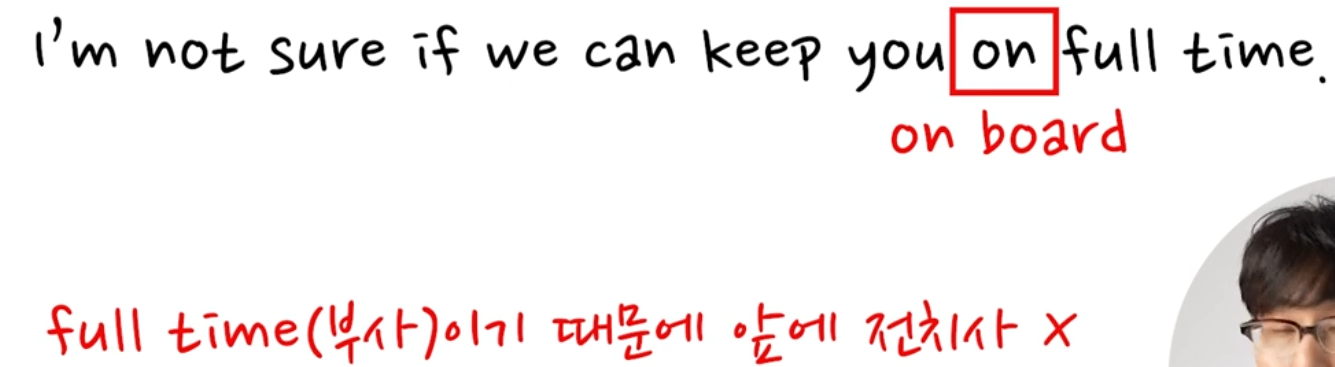 I'm not sure if we can keep you on full time.
on board
full time(부사)이기 때문에 앞에 전치사 X